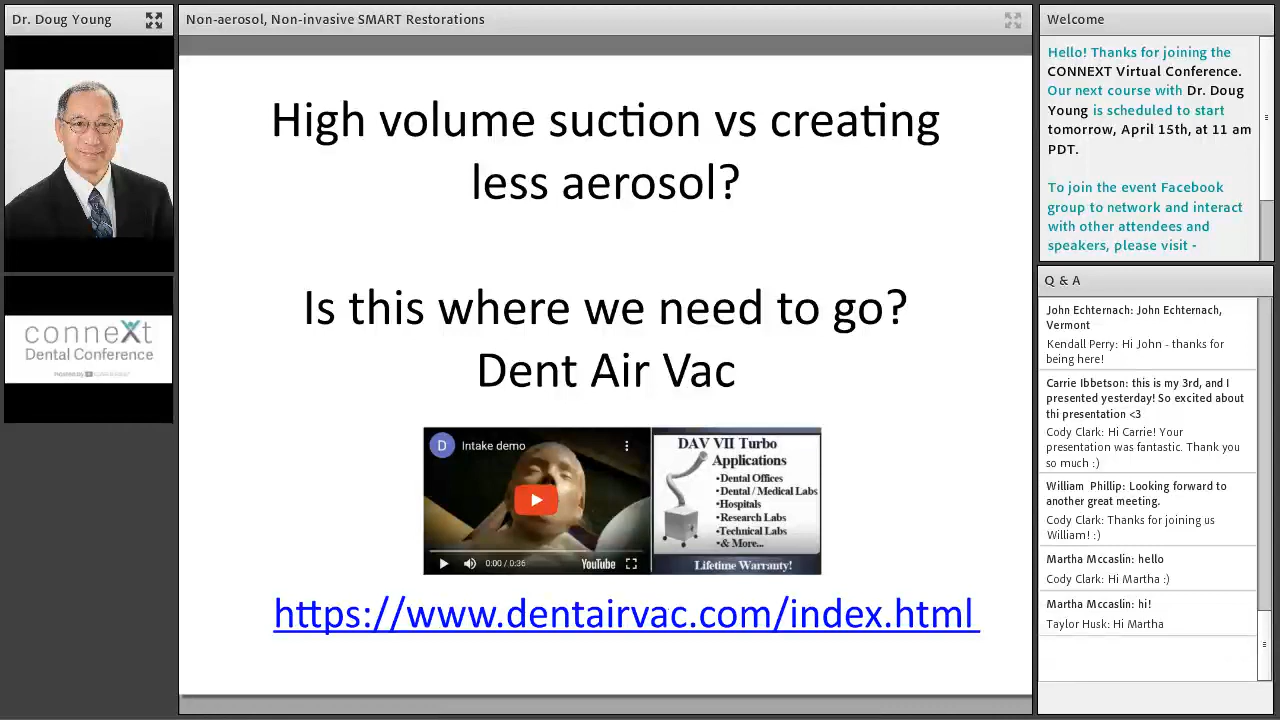 Dr. Doug Young
Non-aerosol, Non-invasive SMART Restorations
High volume suction vs creating
less aerosol?
Is this where we need to go?
Dent Air Vac
D
Intake demo
0:00 / 0:36
YouTube
DAV VII Turbo
Applications
•Dental Offices
•Dental / Medical Labs
•Hospitals
•Research Labs
•Technical Labs
•& More...
Lifetime Warranty!
https://www.dentairvac.com/index.html
connext
Dental Conference
Welcome
Hello! Thanks for joining the
CONNEXT Virtual Conference.
Our next course with Dr. Doug
Young is scheduled to start
tomorrow, April 15th, at 11 am
PDT.
To join the event Facebook
group to network and interact
with other attendees and
speakers, please visit -
Q & A
John Echternach: John Echternach,
Vermont
Kendall Perry: Hi John - thanks for
being here!
Carrie Ibbetson: this is my 3rd, and I
presented yesterday! So excited about
thi presentation <3
Cody Clark: Hi Carrie! Your
presentation was fantastic. Thank you
so much :)
William Phillip: Looking forward to
another great meeting.
Cody Clark: Thanks for joining us
William! :)
Martha Mccaslin: hello
Cody Clark: Hi Martha :)
Martha Mccaslin: hi!
Taylor Husk: Hi Martha